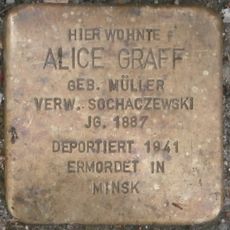 HIER WOHNTE
ALICE GRAFF
GEB. MÜLLER
VERW. SOCHACZEWSKI
JG. 1887
DEPORTIERT 1941
ERMORDET IN
MINSK